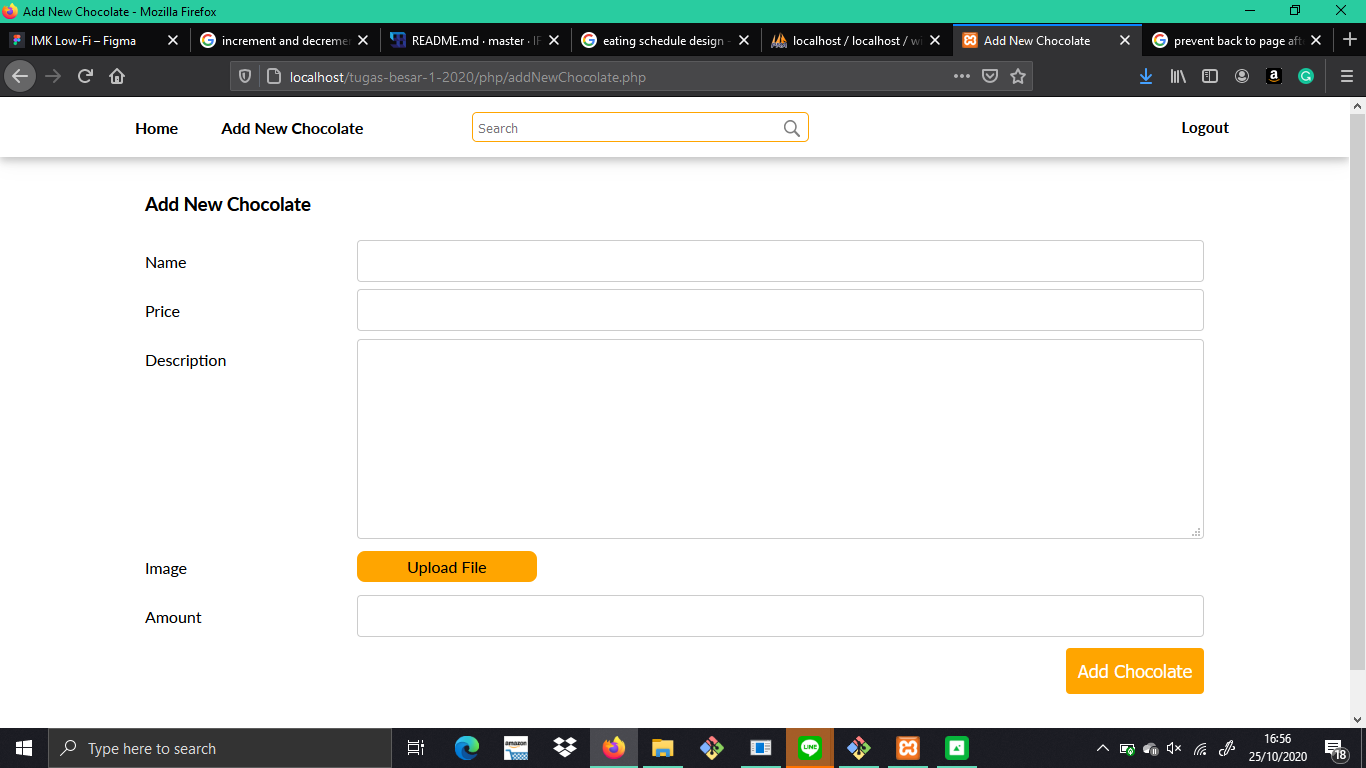 Add New Chocolate - Mozilla Firefox
IMK Low-Fi – Figma
increment and decreme
README.md · master · IF
eating schedule design -
localhost / localhost / wi
Add New Chocolate
prevent back to page aft
localhost/tugas-besar-1-2020/php/addNewChocolate.php
Home
Add New Chocolate
Search
Logout
Add New Chocolate
Name
Price
Description
Image
Upload File
Amount
Add Chocolate
Type here to search
amazon
LINE
16:56
25/10/2020
18